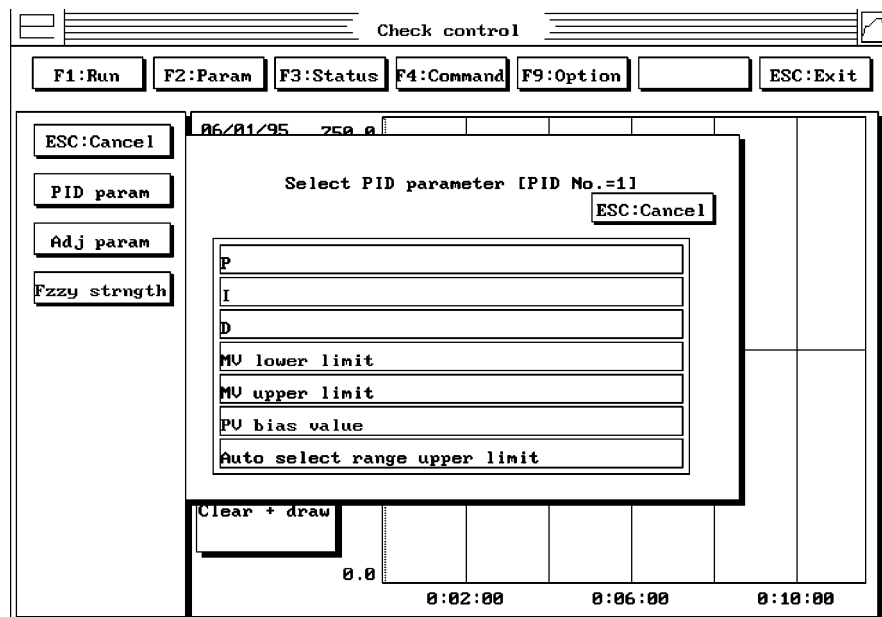 Check control
F1:Run F2:Param F3:Status F4:Command F9:Option ESC:Exit
ESC:Cancel
PID param
Adj param
Fzzy strngth
06/01/95 750.0
Select PID parameter [PID No.=1]
ESC:Cancel
P
I
D
MV lower limit
MV upper limit
PV bias value
Auto select range upper limit
Clear + draw
0.0
0:02:00 0:06:00 0:10:00